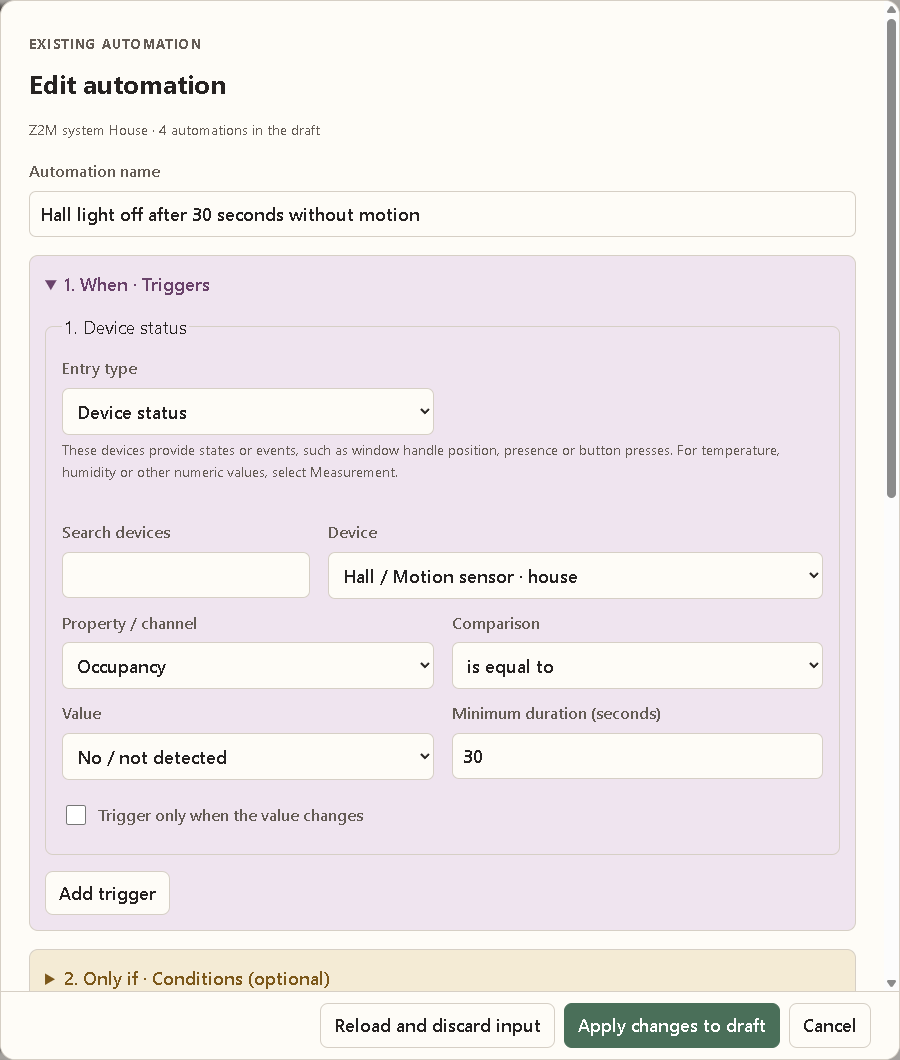 EXISTING AUTOMATION
Edit automation
Z2M system House · 4 automations in the draft
Automation name
Hall light off after 30 seconds without motion
▼ 1. When · Triggers
1. Device status
Entry type
Device status
These devices provide states or events, such as window handle position, presence or button presses. For temperature,
humidity or other numeric values, select Measurement.
Search devices
Device
Hall / Motion sensor · house
Property / channel
Comparison
Occupancy
is equal to
Value
Minimum duration (seconds)
No / not detected
30
Trigger only when the value changes
Add trigger
▶ 2. Only if · Conditions (optional)
Reload and discard input
Apply changes to draft
Cancel